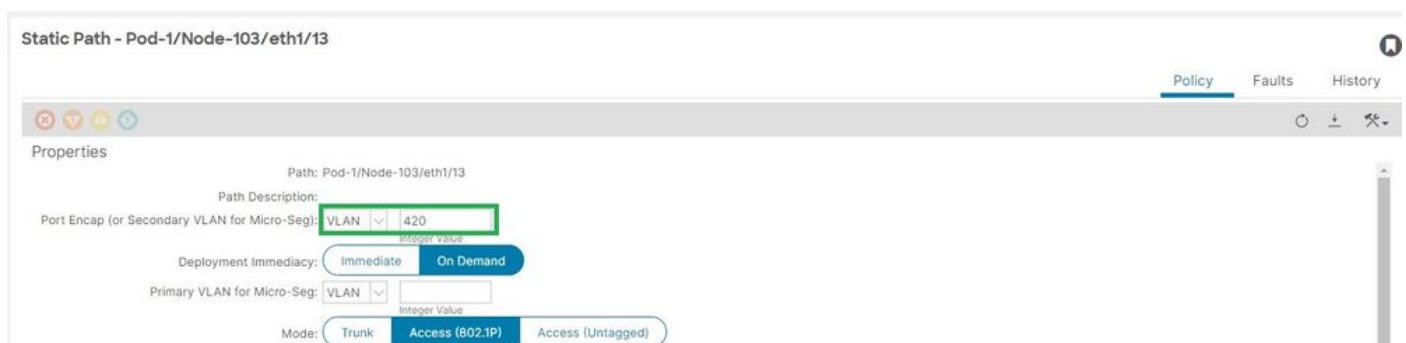 Static Path - Pod-1/Node-103/eth1/13
Policy Faults History
Properties
Path: Pod-1/Node-103/eth1/13
Path Description:
Port Encap (or Secondary VLAN for Micro-Seg): VLAN 420
Integer Value
Deployment Immediacy: Immediate On Demand
Primary VLAN for Micro-Seg: VLAN
Integer Value
Mode: Trunk Access (802.1P) Access (Untagged)